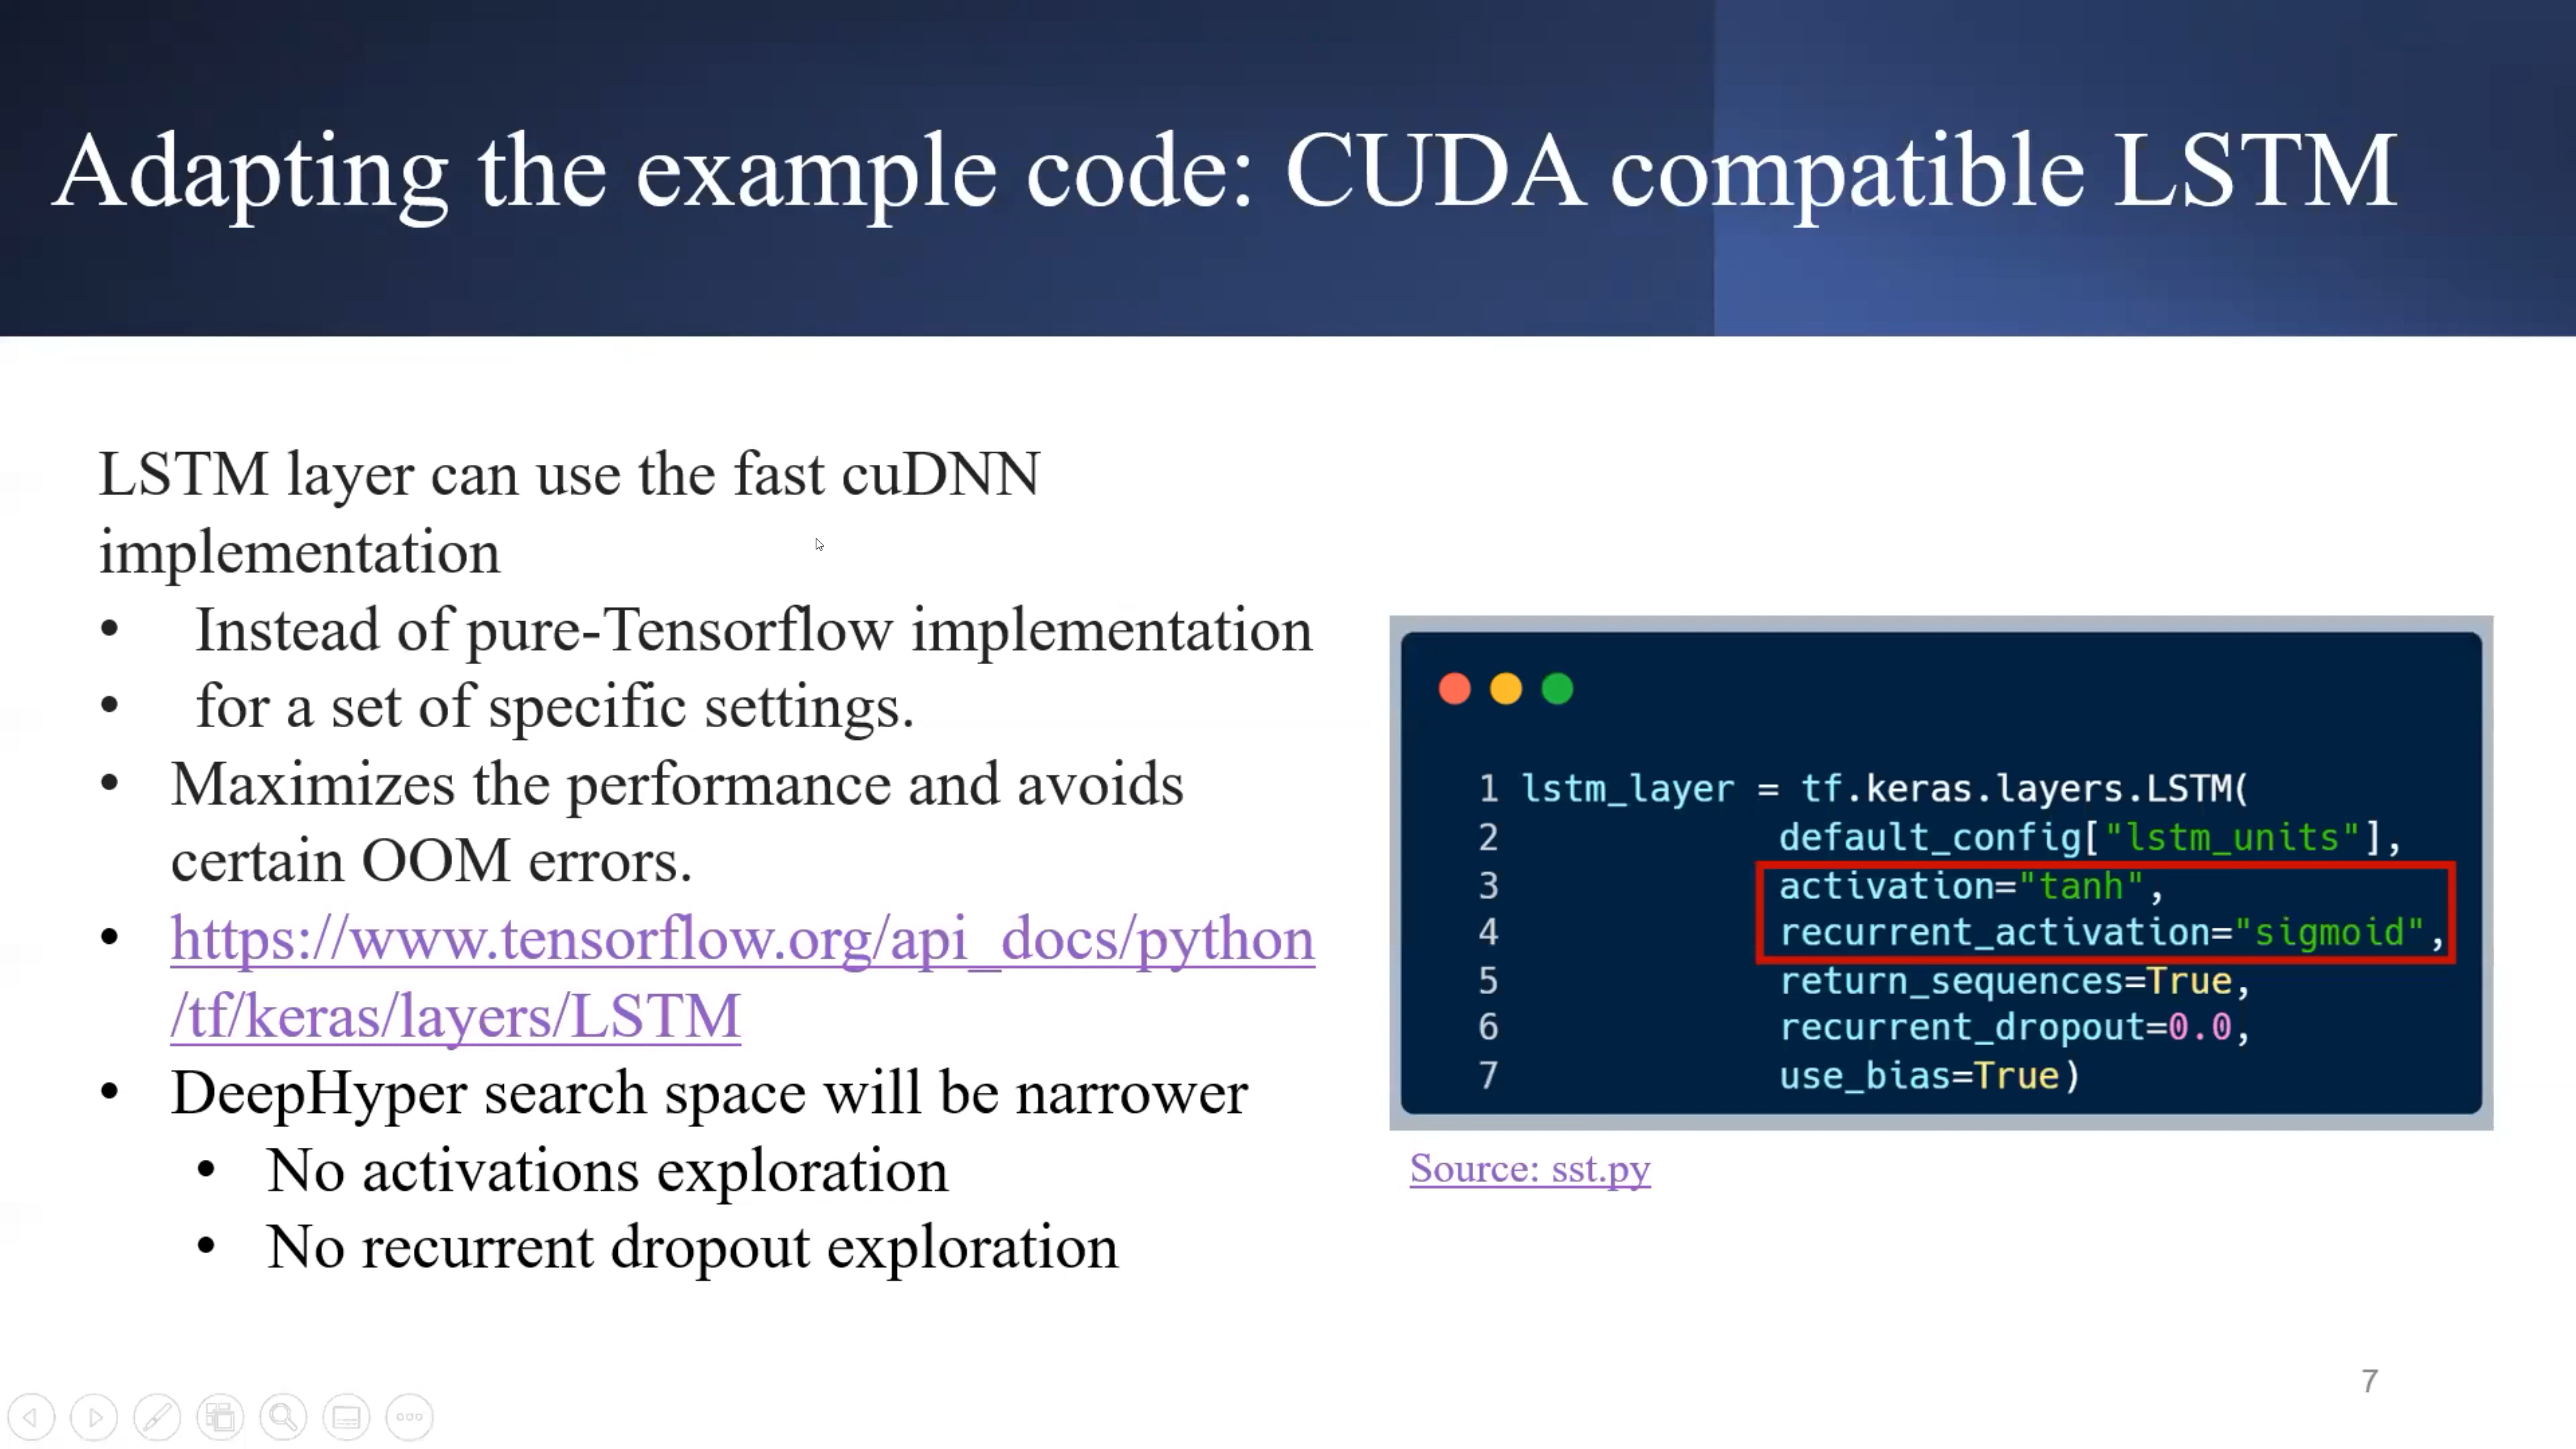 Adapting the example code: CUDA compatible LSTM
LSTM layer can use the fast cuDNN
implementation
• Instead of pure-Tensorflow implementation
• for a set of specific settings.
• Maximizes the performance and avoids
certain OOM errors.
• https://www.tensorflow.org/api_docs/python
/tf/keras/layers/LSTM
• DeepHyper search space will be narrower
• No activations exploration
• No recurrent dropout exploration
1 lstm_layer = tf.keras.layers.LSTM(
2 default_config["lstm_units"],
3 activation="tanh",
4 recurrent_activation="sigmoid",
5 return_sequences=True,
6 recurrent_dropout=0.0,
7 use_bias=True)
Source: sst.py
7